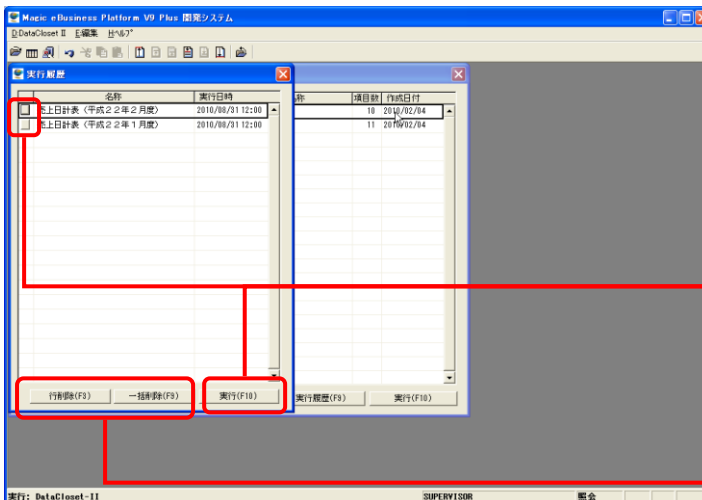 Magic eBusiness Platform V9 Plus 開発システム
D:DataCloset II E:編集 H:ヘルプ
実行履歴
名称 実行日時
売上日計表（平成２２年２月度） 2010/08/31 12:00
売上日計表（平成２２年１月度） 2010/08/31 12:00
行削除(F3) 一括削除(F9) 実行(F10)
称 項目数 作成日付
10 2010/02/04
11 2010/02/04
実行履歴(F8) 実行(F10)
実行: DataCloset-II SUPERVISOR 照会